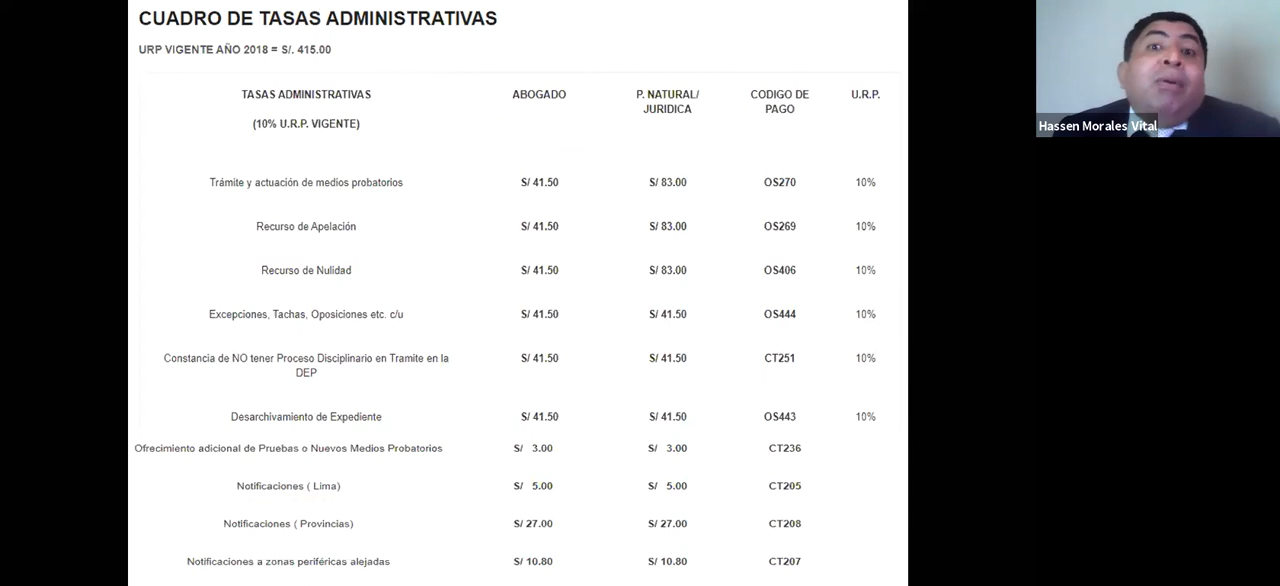 CUADRO DE TASAS ADMINISTRATIVAS
URP VIGENTE AÑO 2018 = S/. 415.00
TASAS ADMINISTRATIVAS ABOGADO P. NATURAL/ CODIGO DE U.R.P.
JURIDICA PAGO
(10% U.R.P. VIGENTE)
Trámite y actuación de medios probatorios S/ 41.50 S/ 83.00 OS270 10%
Recurso de Apelación S/ 41.50 S/ 83.00 OS269 10%
Recurso de Nulidad S/ 41.50 S/ 83.00 OS406 10%
Excepciones, Tachas, Oposiciones etc. c/u S/ 41.50 S/ 41.50 OS444 10%
Constancia de NO tener Proceso Disciplinario en Tramite en la S/ 41.50 S/ 41.50 CT251 10%
DEP
Desarchivamiento de Expediente S/ 41.50 S/ 41.50 OS443 10%
Ofrecimiento adicional de Pruebas o Nuevos Medios Probatorios S/ 3.00 S/ 3.00 CT236
Notificaciones ( Lima) S/ 5.00 S/ 5.00 CT205
Notificaciones ( Provincias) S/ 27.00 S/ 27.00 CT208
Notificaciones a zonas periféricas alejadas S/ 10.80 S/ 10.80 CT207
Hassen Morales Vital